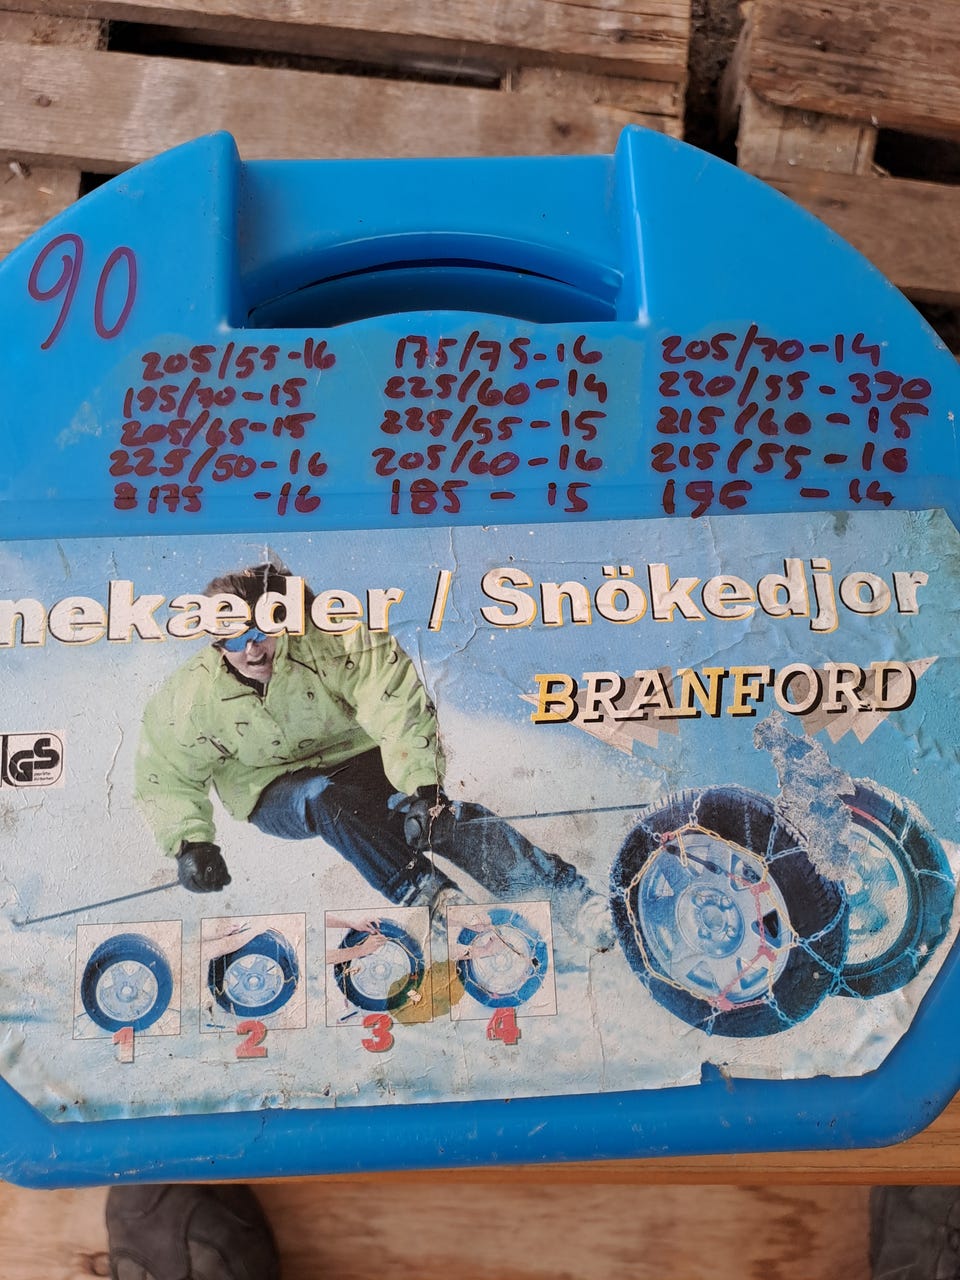 90
205/55-16 175/75-16 205/70-14
195/70-15 225/60-14 220/55-390
205/65-15 225/55-15 215/60-15
225/50-16 205/60-16 215/55-16
175 -16 185 - 15 195 - 14
nekæder / Snökedjor
BRANFORD
GS
1 2 3 4